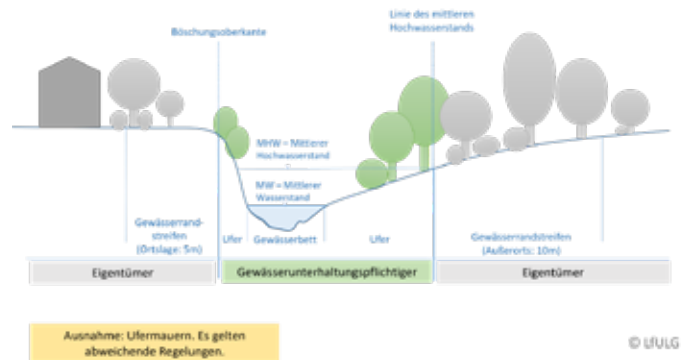 Linie des mittleren
Hochwasserstands
Böschungsoberkante
MHW = Mittlerer
Hochwasserstand
MW = Mittlerer
Wasserstand
Gewässerrand-
streifen
(Ortslage: 5m)
Ufer
Gewässerbett
Ufer
Gewässerrandstreifen
(Außerorts: 10m)
Eigentümer
Gewässerunterhaltungspflichtiger
Eigentümer
Ausnahme: Ufermauern. Es gelten
abweichende Regelungen.
© LfULG